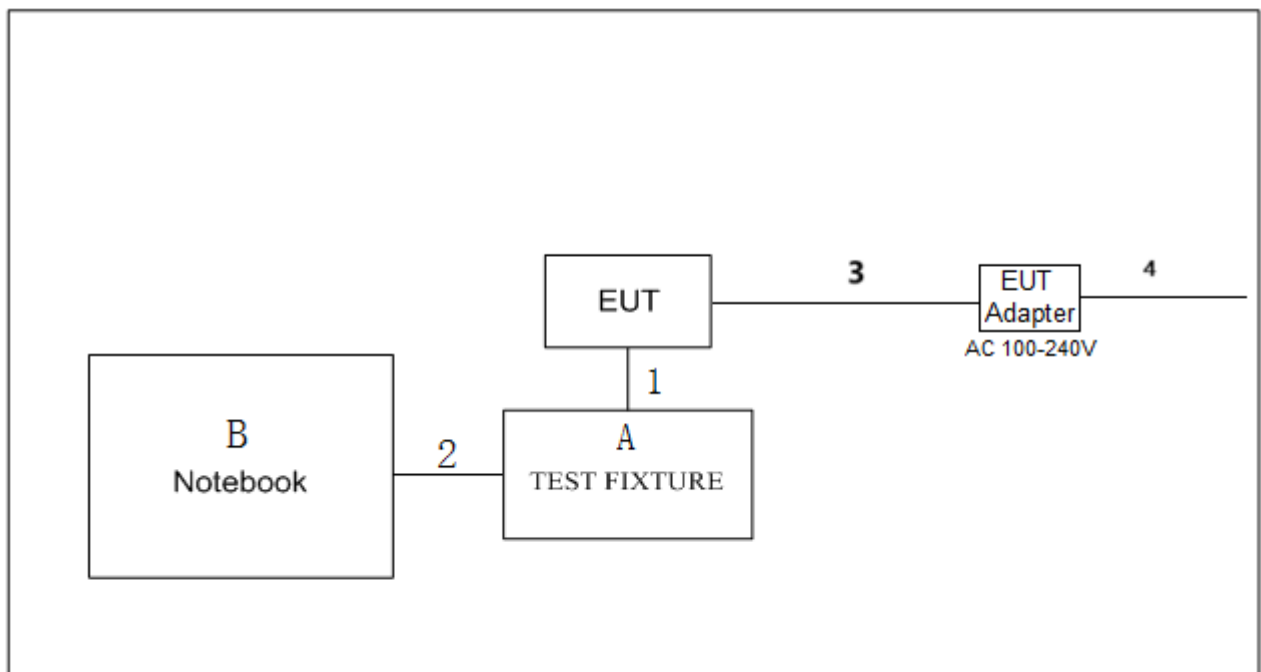 3
4
EUT
EUT
Adapter
AC 100-240V
1
B
Notebook
2
A
TEST FIXTURE